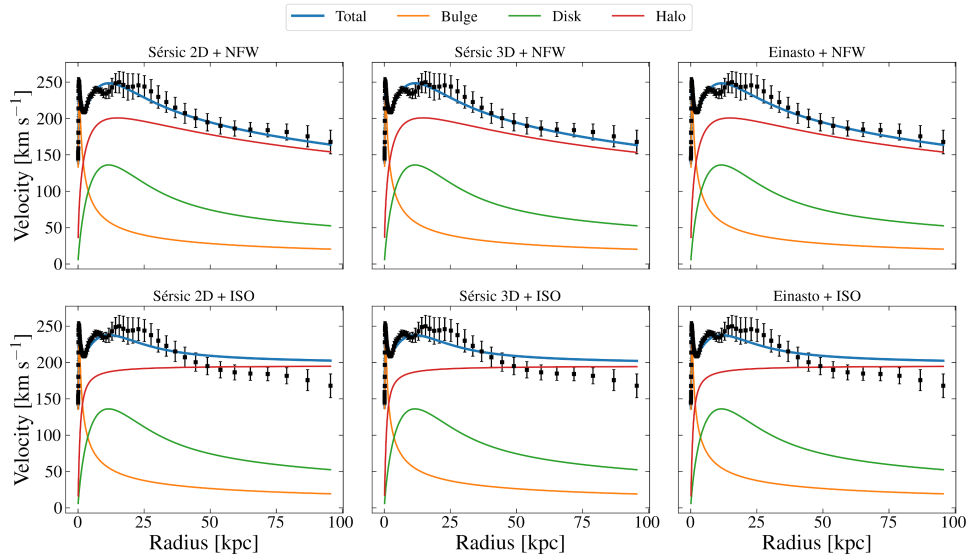 Total Bulge Disk Halo
Sérsic 2D + NFW Sérsic 3D + NFW Einasto + NFW
Velocity [km s⁻¹]
250
200
150
100
50
0
Sérsic 2D + ISO Sérsic 3D + ISO Einasto + ISO
Velocity [km s⁻¹]
250
200
150
100
50
0
0 25 50 75 100 0 25 50 75 100 0 25 50 75 100
Radius [kpc] Radius [kpc] Radius [kpc]